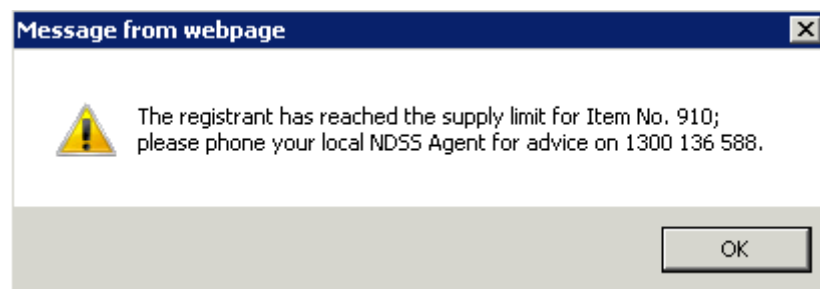 Message from webpage
The registrant has reached the supply limit for Item No. 910;
please phone your local NDSS Agent for advice on 1300 136 588.
OK